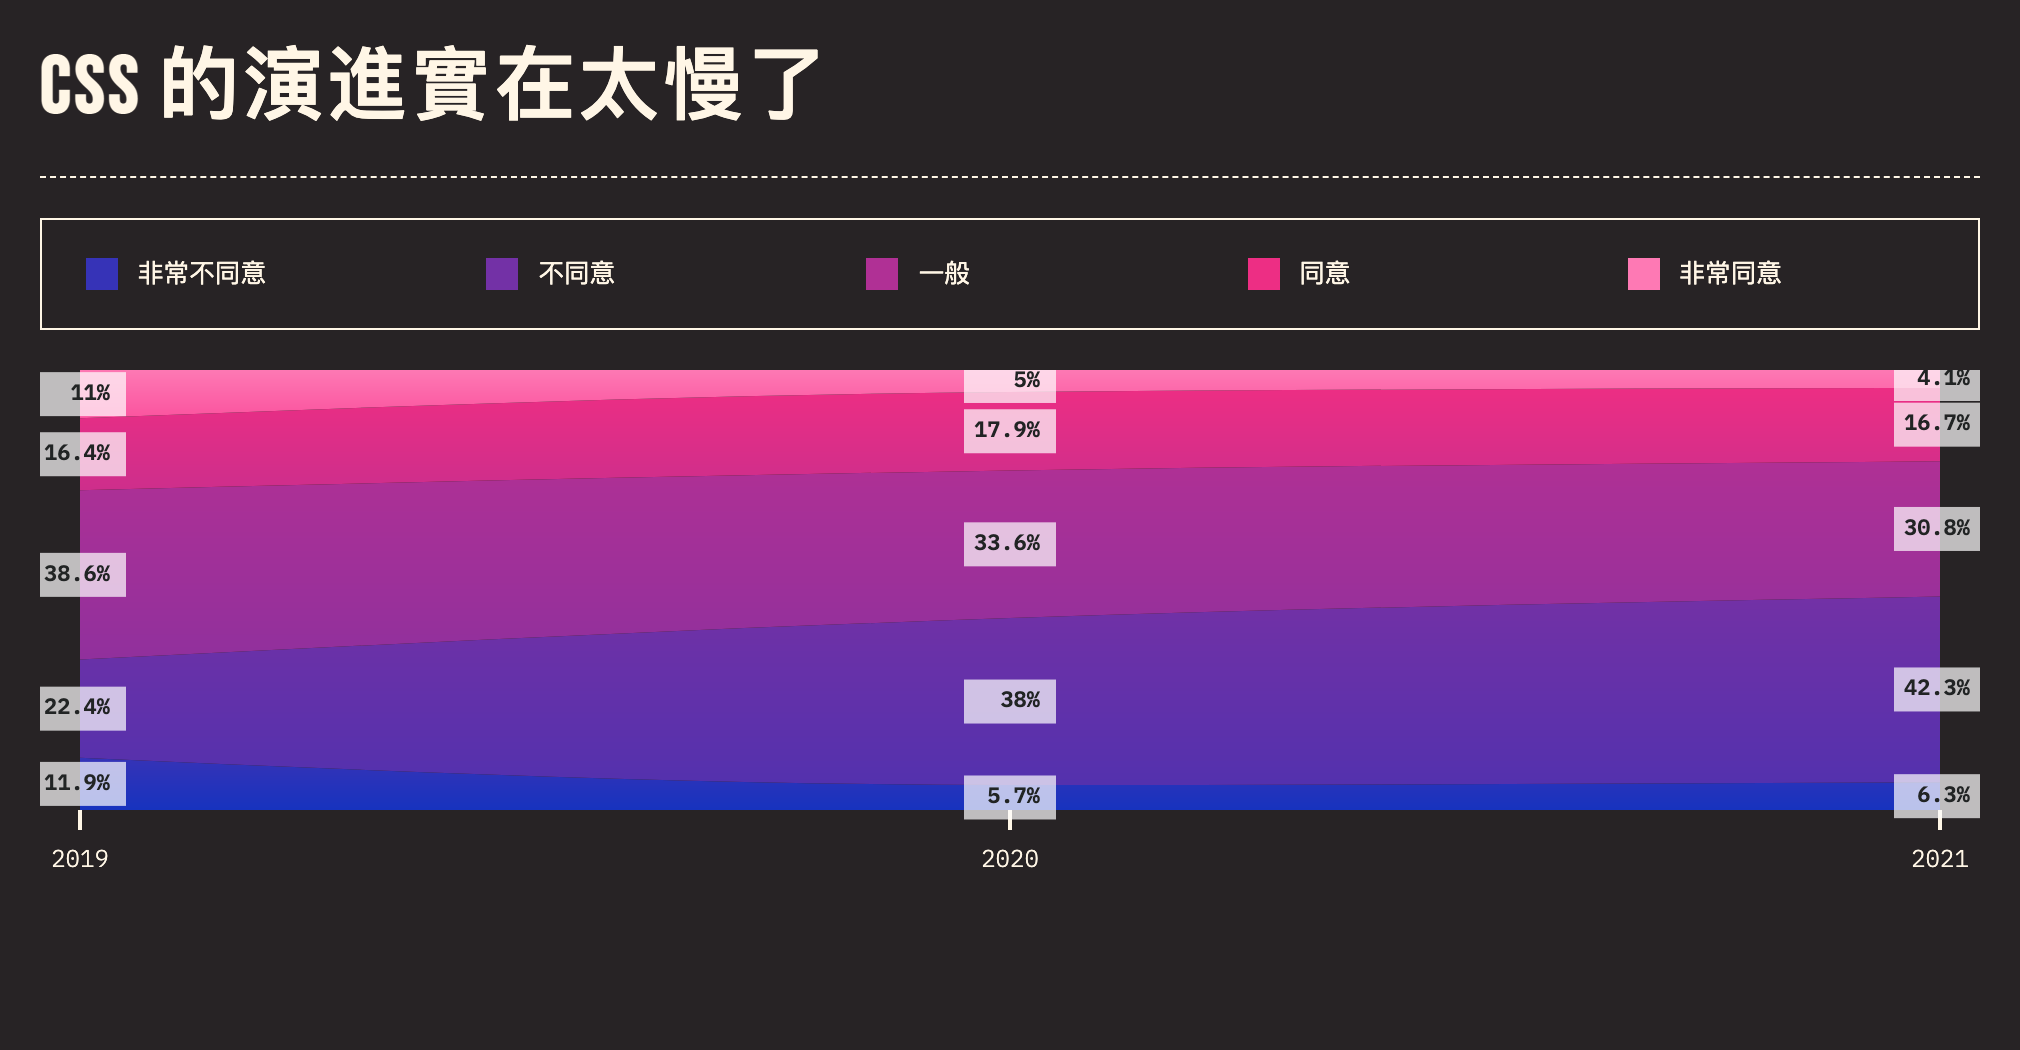 CSS 的演進實在太慢了
非常不同意 不同意 一般 同意 非常同意
11% 5% 4.1%
16.4% 17.9% 16.7%
38.6% 33.6% 30.8%
22.4% 38% 42.3%
11.9% 5.7% 6.3%
2019 2020 2021